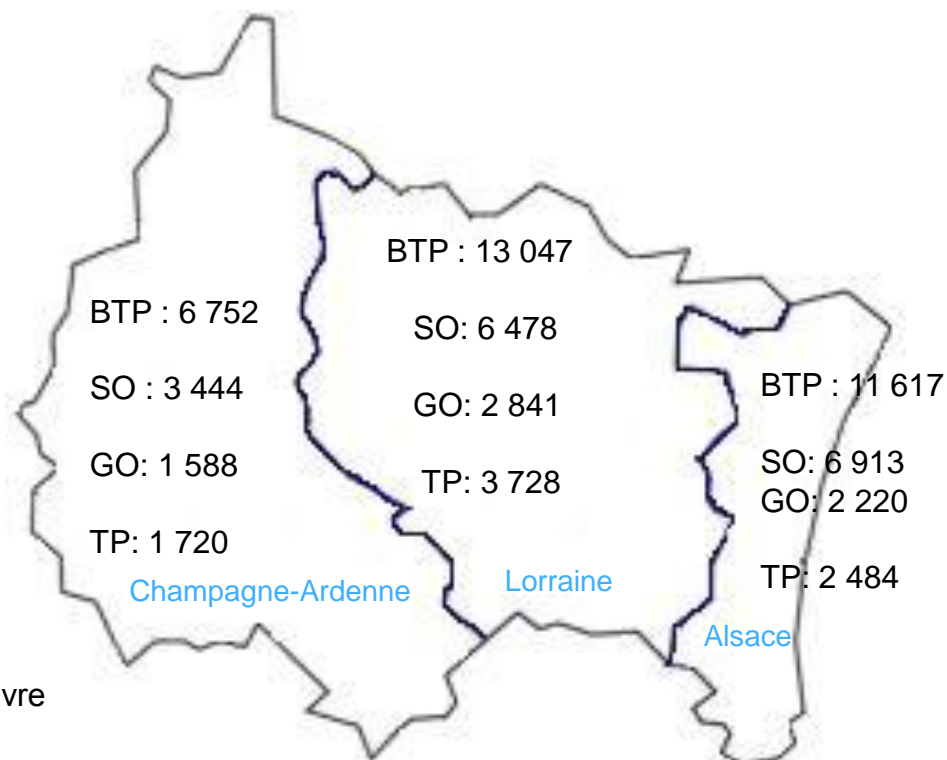 BTP : 6 752
SO : 3 444
GO: 1 588
TP: 1 720
Champagne-Ardenne
BTP : 13 047
SO: 6 478
GO: 2 841
TP: 3 728
Lorraine
BTP : 11 617
SO: 6 913
GO: 2 220
TP: 2 484
Alsace
vre